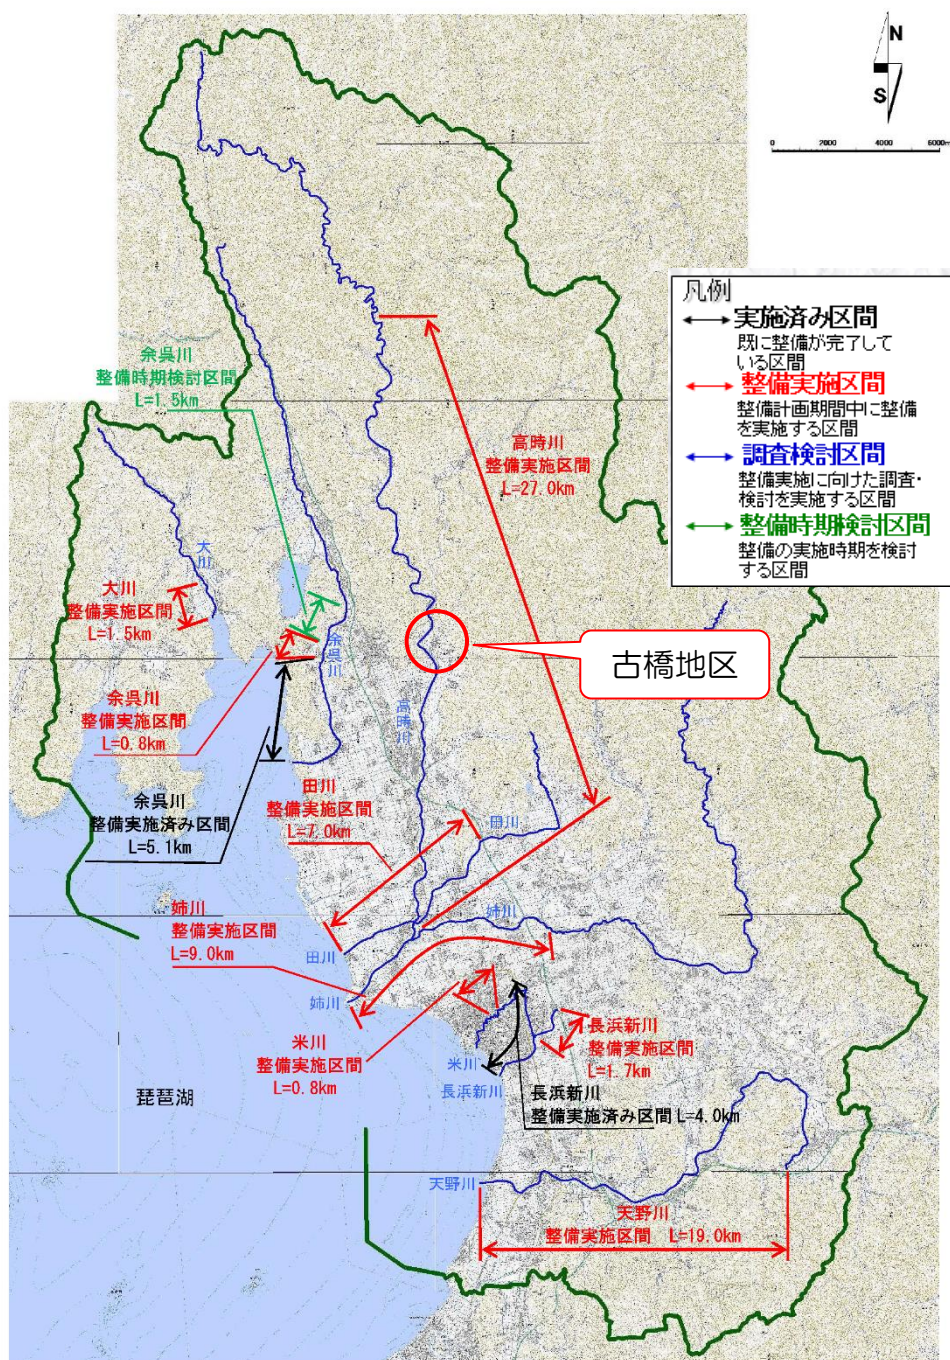 N
S
0 2000 4000 6000m
凡例
実施済み区間
既に整備が完了して
いる区間
整備実施区間
整備計画期間中に整備
を実施する区間
調査検討区間
整備実施に向けた調査・
検討を実施する区間
整備時期検討区間
整備の実施時期を検討
する区間
余呉川
整備時期検討区間
L=1.5km
高時川
整備実施区間
L=27.0km
大川
大川
整備実施区間
L=1.5km
余呉川
古橋地区
余呉川
整備実施区間
L=0.8km
高時川
田川
整備実施区間
L=7.0km
余呉川
整備実施済み区間
L=5.1km
田川
姉川
整備実施区間
L=9.0km
姉川
田川
姉川
米川
整備実施区間
L=0.8km
長浜新川
整備実施区間
L=1.7km
米川
長浜新川
長浜新川
整備実施済み区間 L=4.0km
琵琶湖
天野川
天野川
整備実施区間 L=19.0km